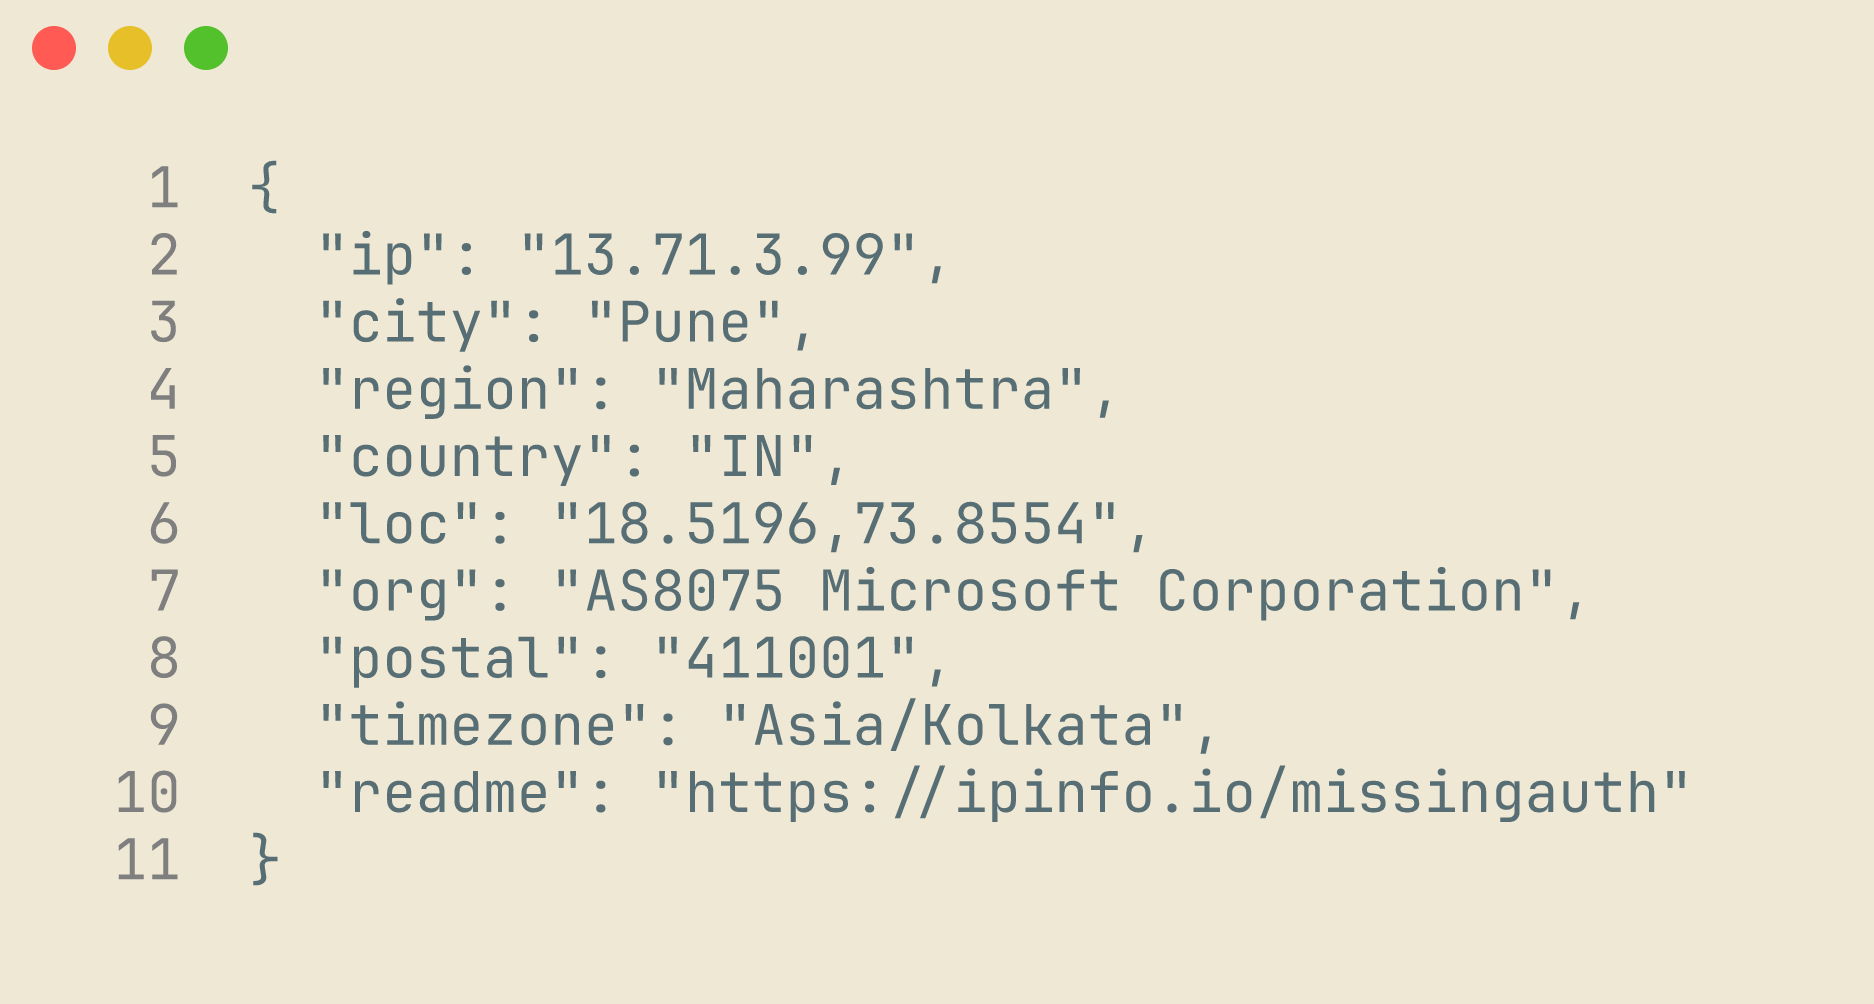 1 {
2   "ip": "13.71.3.99",
3   "city": "Pune",
4   "region": "Maharashtra",
5   "country": "IN",
6   "loc": "18.5196,73.8554",
7   "org": "AS8075 Microsoft Corporation",
8   "postal": "411001",
9   "timezone": "Asia/Kolkata",
10   "readme": "https://ipinfo.io/missingauth"
11 }